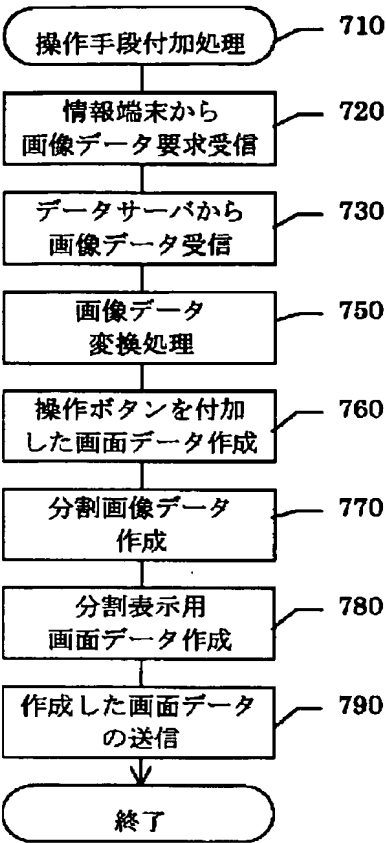 操作手段付加処理
710
情報端末から
画像データ要求受信
720
データサーバから
画像データ受信
730
画像データ
変換処理
750
操作ボタンを付加
した画面データ作成
760
分割画像データ
作成
770
分割表示用
画面データ作成
780
作成した画面データ
の送信
790
終了